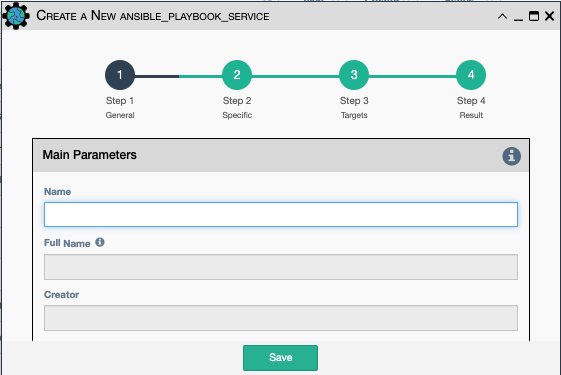 Create a New ansible_playbook_service
1 2 3 4
Step 1 Step 2 Step 3 Step 4
General Specific Targets Result
Main Parameters
Name
Full Name
Creator
Save